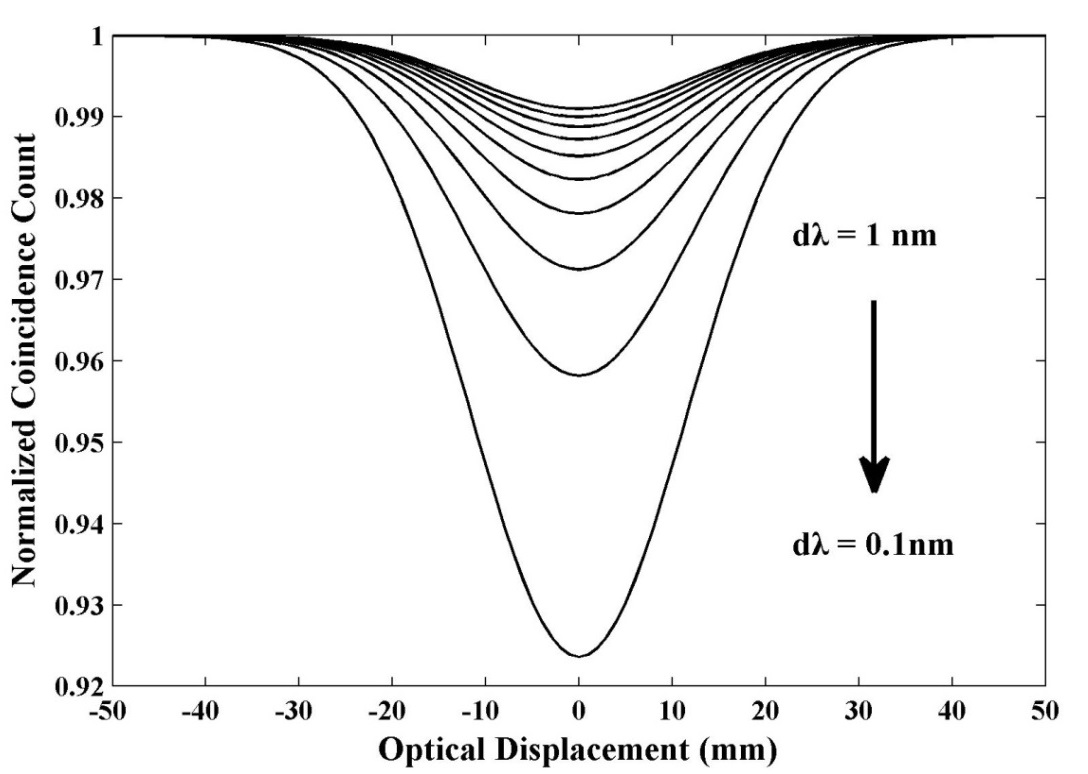 Normalized Coincidence Count
1
0.99
0.98
0.97
0.96
0.95
0.94
0.93
0.92
dλ = 1 nm
dλ = 0.1nm
-50 -40 -30 -20 -10 0 10 20 30 40 50
Optical Displacement (mm)